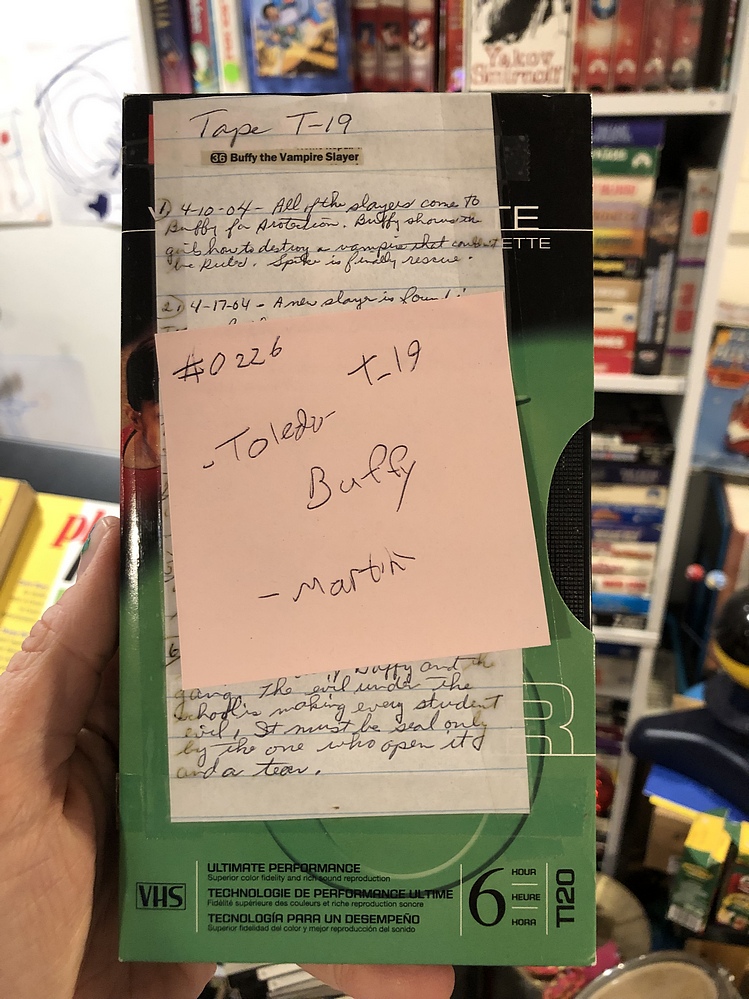 Yakov
Smirnoff
Tape T-19
36 Buffy the Vampire Slayer
1) 4-10-04 - All of the slayers come to
Buffy for protection. Buffy shows the
girls how to destroy a vampire that
be Spike is finally rescue.
TE
ETTE
2) 4-17-04 - A new slayer is
#0226
T-19
-Toledo-
Buffy
-Martin
Buffy and the
gang. The evil under the
school is making every student
evil, It must be seal only
by the one who open it
and a tear.
R
VHS
ULTIMATE PERFORMANCE
Superior color fidelity and rich sound reproduction
TECHNOLOGIE DE PERFORMANCE ULTIME
Fidélité supérieure des couleurs et riche reproduction sonore
TECNOLOGÍA PARA UN DESEMPEÑO
Superior fidelidad del color y mejor reproducción del sonido
6
HOUR
HEURE
HORA
T120